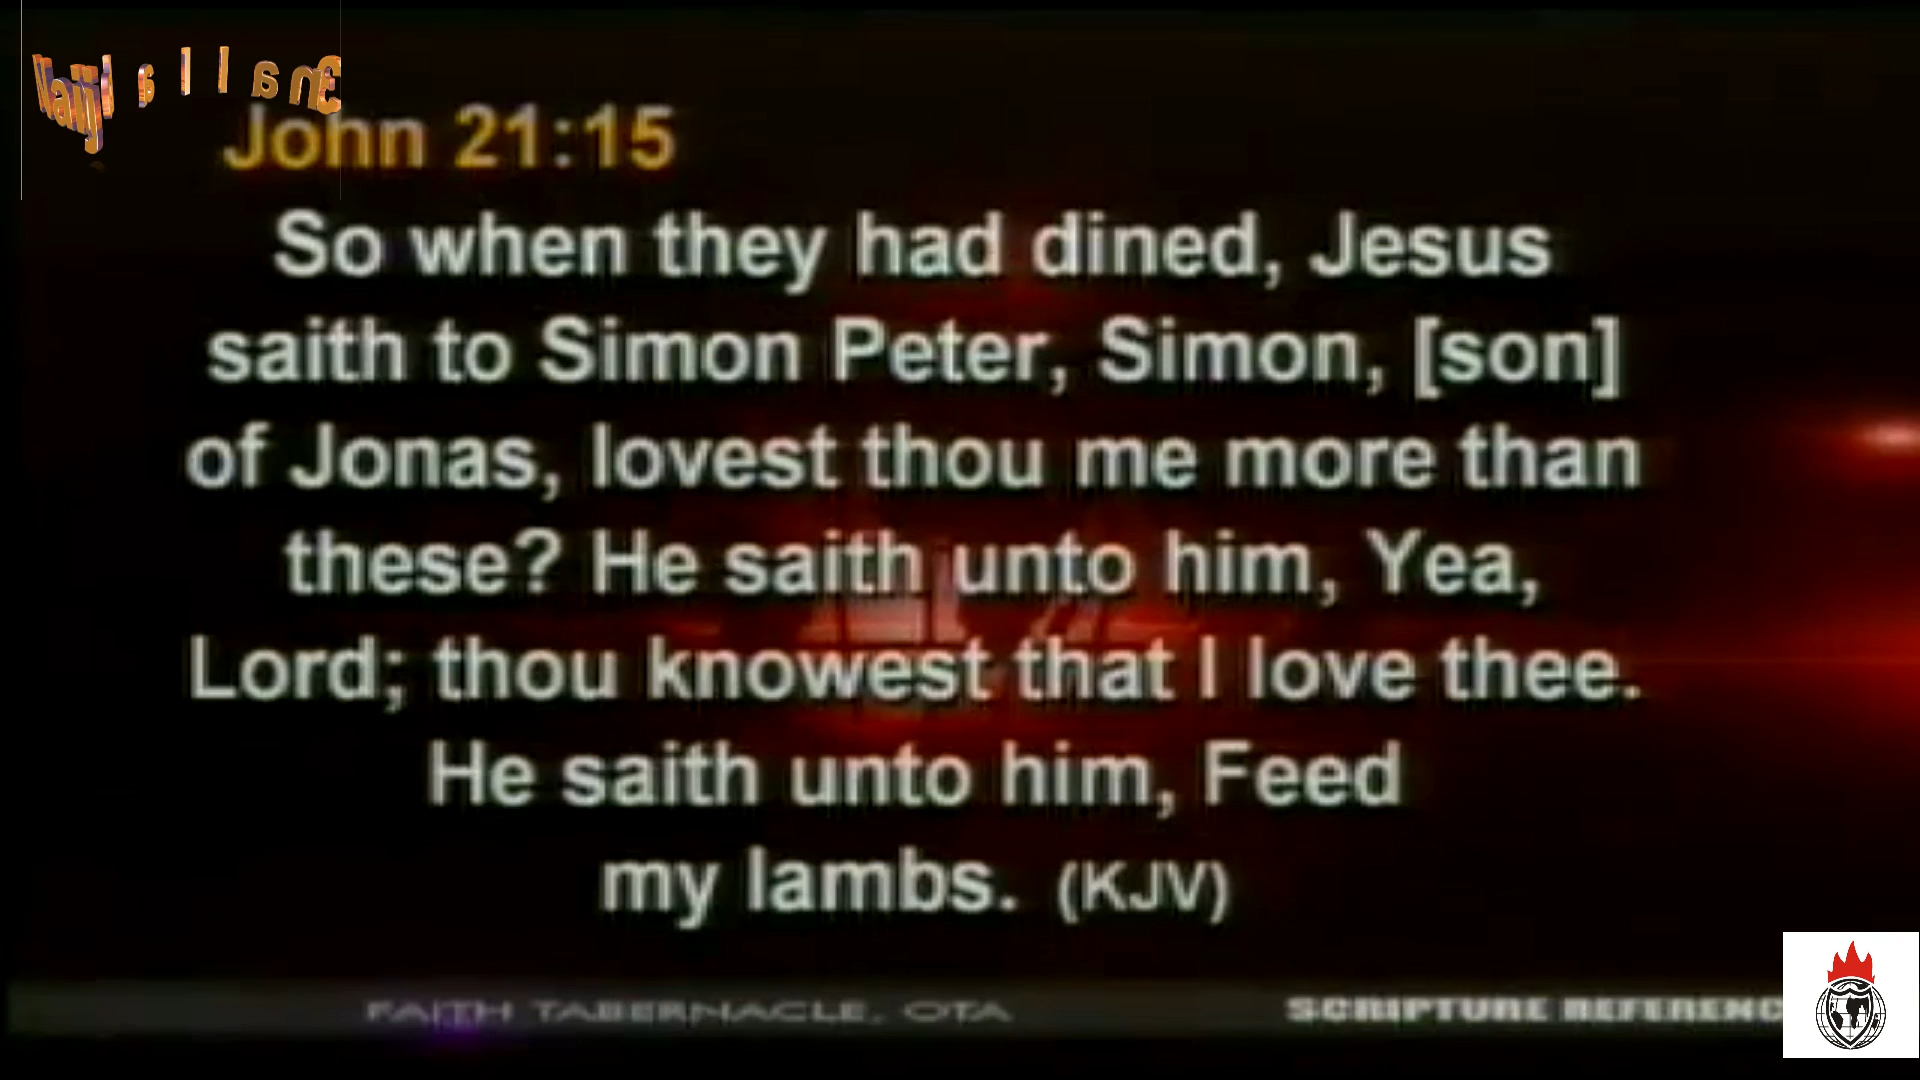 John 21:15
So when they had dined, Jesus
saith to Simon Peter, Simon, [son]
of Jonas, lovest thou me more than
these? He saith unto him, Yea,
Lord; thou knowest that I love thee.
He saith unto him, Feed
my lambs. (KJV)
FAITH TABERNACLE, OTA
SCRIPTURE REFERENC